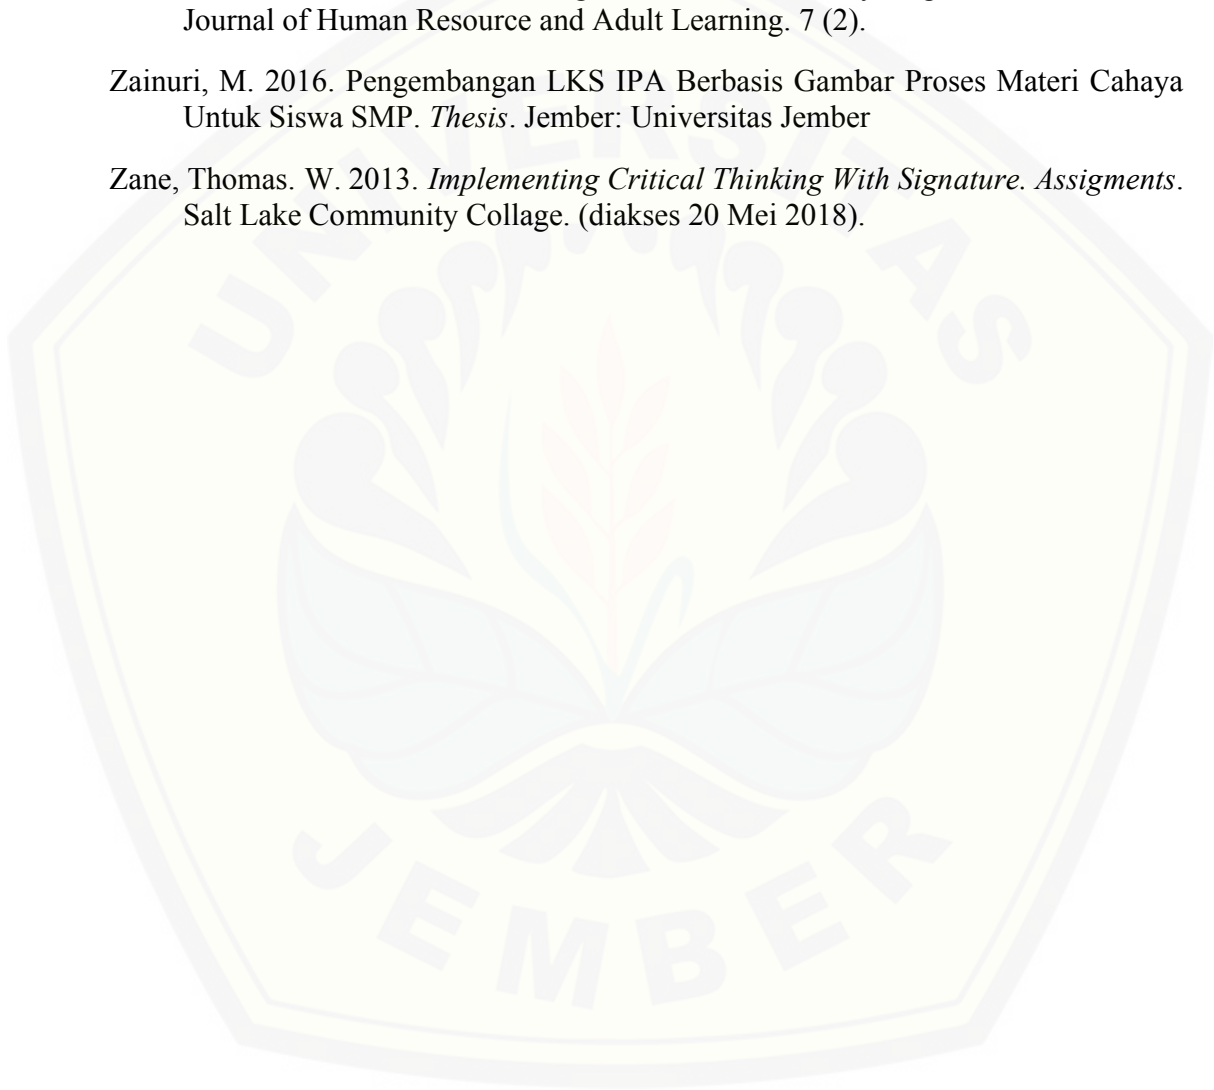 Journal of Human Resource and Adult Learning. 7 (2).
Zainuri, M. 2016. Pengembangan LKS IPA Berbasis Gambar Proses Materi Cahaya
Untuk Siswa SMP. Thesis. Jember: Universitas Jember
Zane, Thomas. W. 2013. Implementing Critical Thinking With Signature. Assigments.
Salt Lake Community Collage. (diakses 20 Mei 2018).
UNIVERSITAS
JEMBER